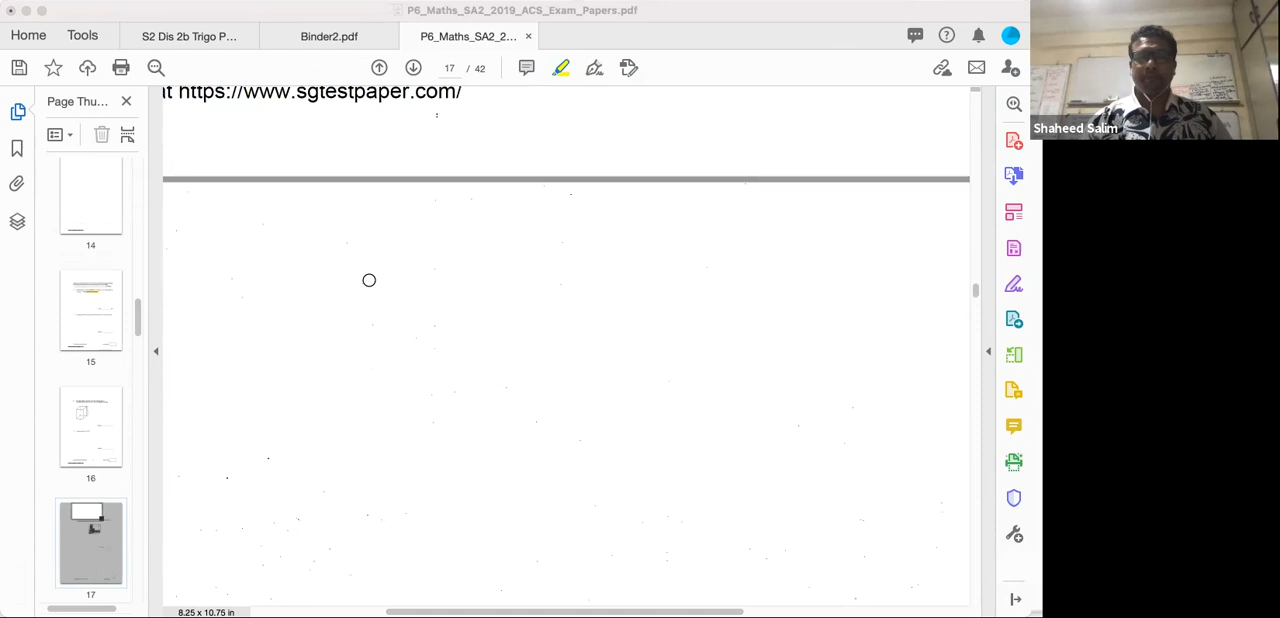 P6_Maths_SA2_2019_ACS_Exam_Papers.pdf
Home
Tools
S2 Dis 2b Trigo P...
Binder2.pdf
P6_Maths_SA2_2...
17 / 42
Page Thu...
at https://www.sgtestpaper.com/
14
15
16
17
8.25 x 10.75 in
Shaheed Salim